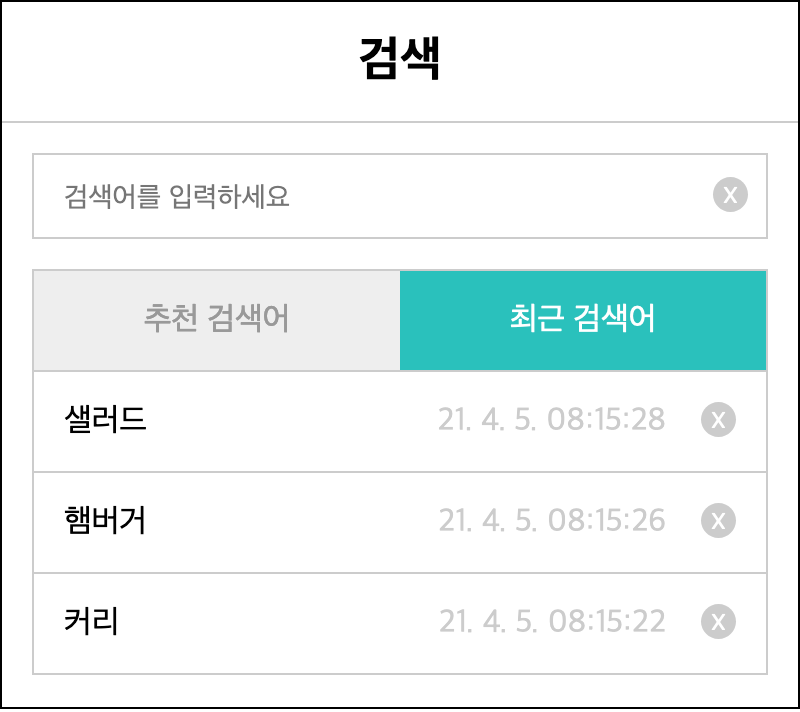 검색
검색어를 입력하세요 X
추천 검색어 최근 검색어
샐러드 21. 4. 5. 08:15:28 X
햄버거 21. 4. 5. 08:15:26 X
커리 21. 4. 5. 08:15:22 X